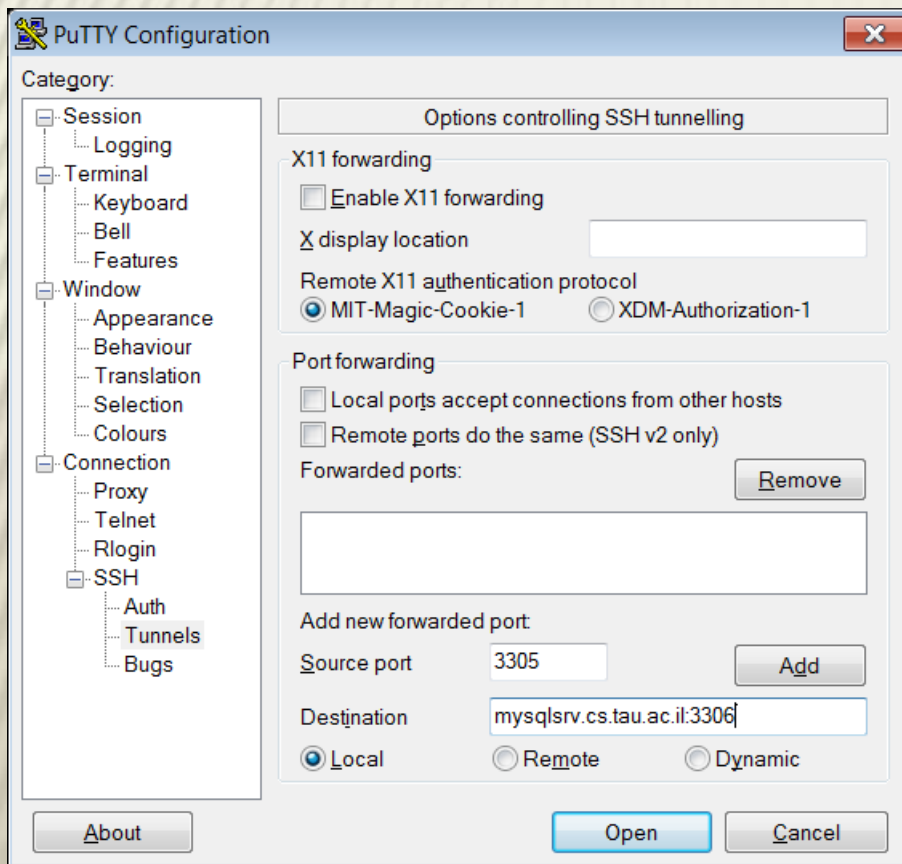 PuTTY Configuration
Category:
Session
Logging
Terminal
Keyboard
Bell
Features
Window
Appearance
Behaviour
Translation
Selection
Colours
Connection
Proxy
Telnet
Rlogin
SSH
Auth
Tunnels
Bugs
Options controlling SSH tunnelling
X11 forwarding
Enable X11 forwarding
X display location
Remote X11 authentication protocol
MIT-Magic-Cookie-1 XDM-Authorization-1
Port forwarding
Local ports accept connections from other hosts
Remote ports do the same (SSH v2 only)
Forwarded ports: Remove
Add new forwarded port:
Source port 3305 Add
Destination mysqlsrv.cs.tau.ac.il:3306
Local Remote Dynamic
About Open Cancel